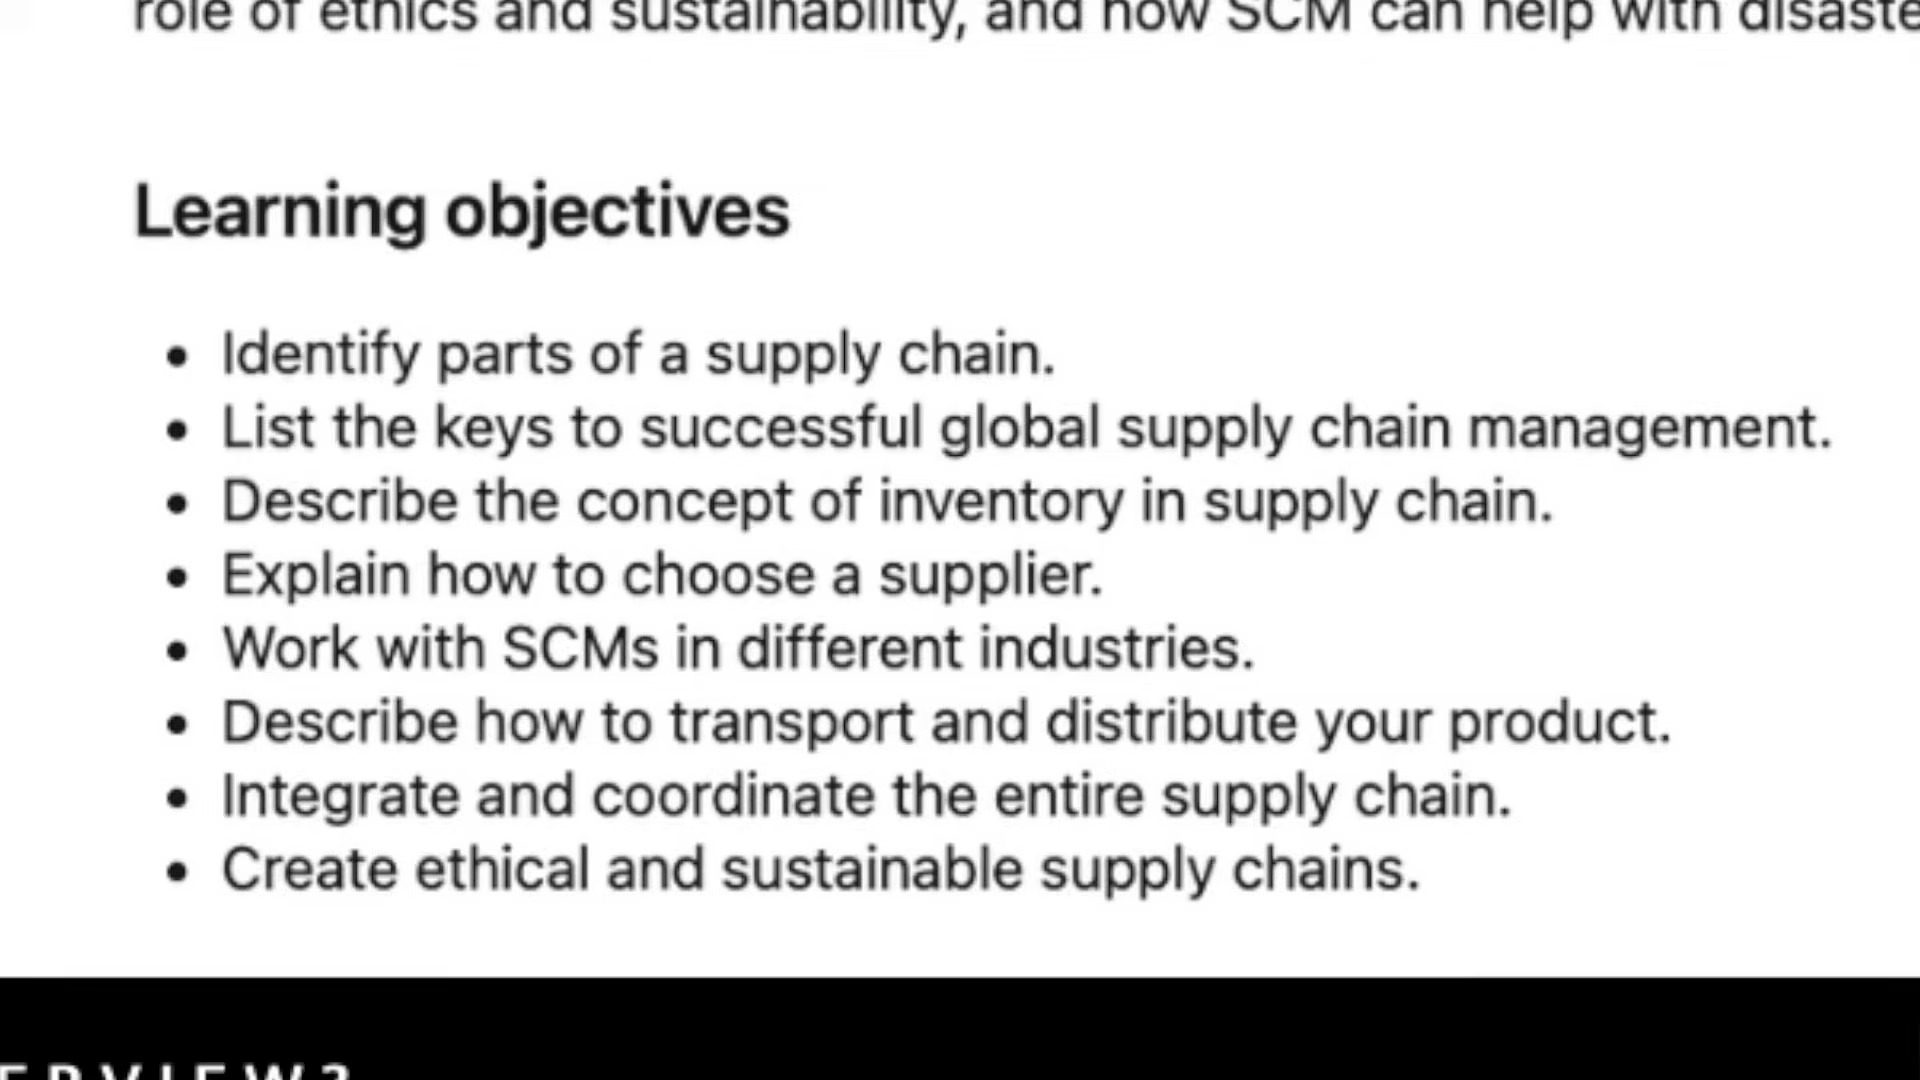 role of ethics and sustainability, and how SCM can help with
Learning objectives
• Identify parts of a supply chain.
• List the keys to successful global supply chain management.
• Describe the concept of inventory in supply chain.
• Explain how to choose a supplier.
• Work with SCMs in different industries.
• Describe how to transport and distribute your product.
• Integrate and coordinate the entire supply chain.
• Create ethical and sustainable supply chains.